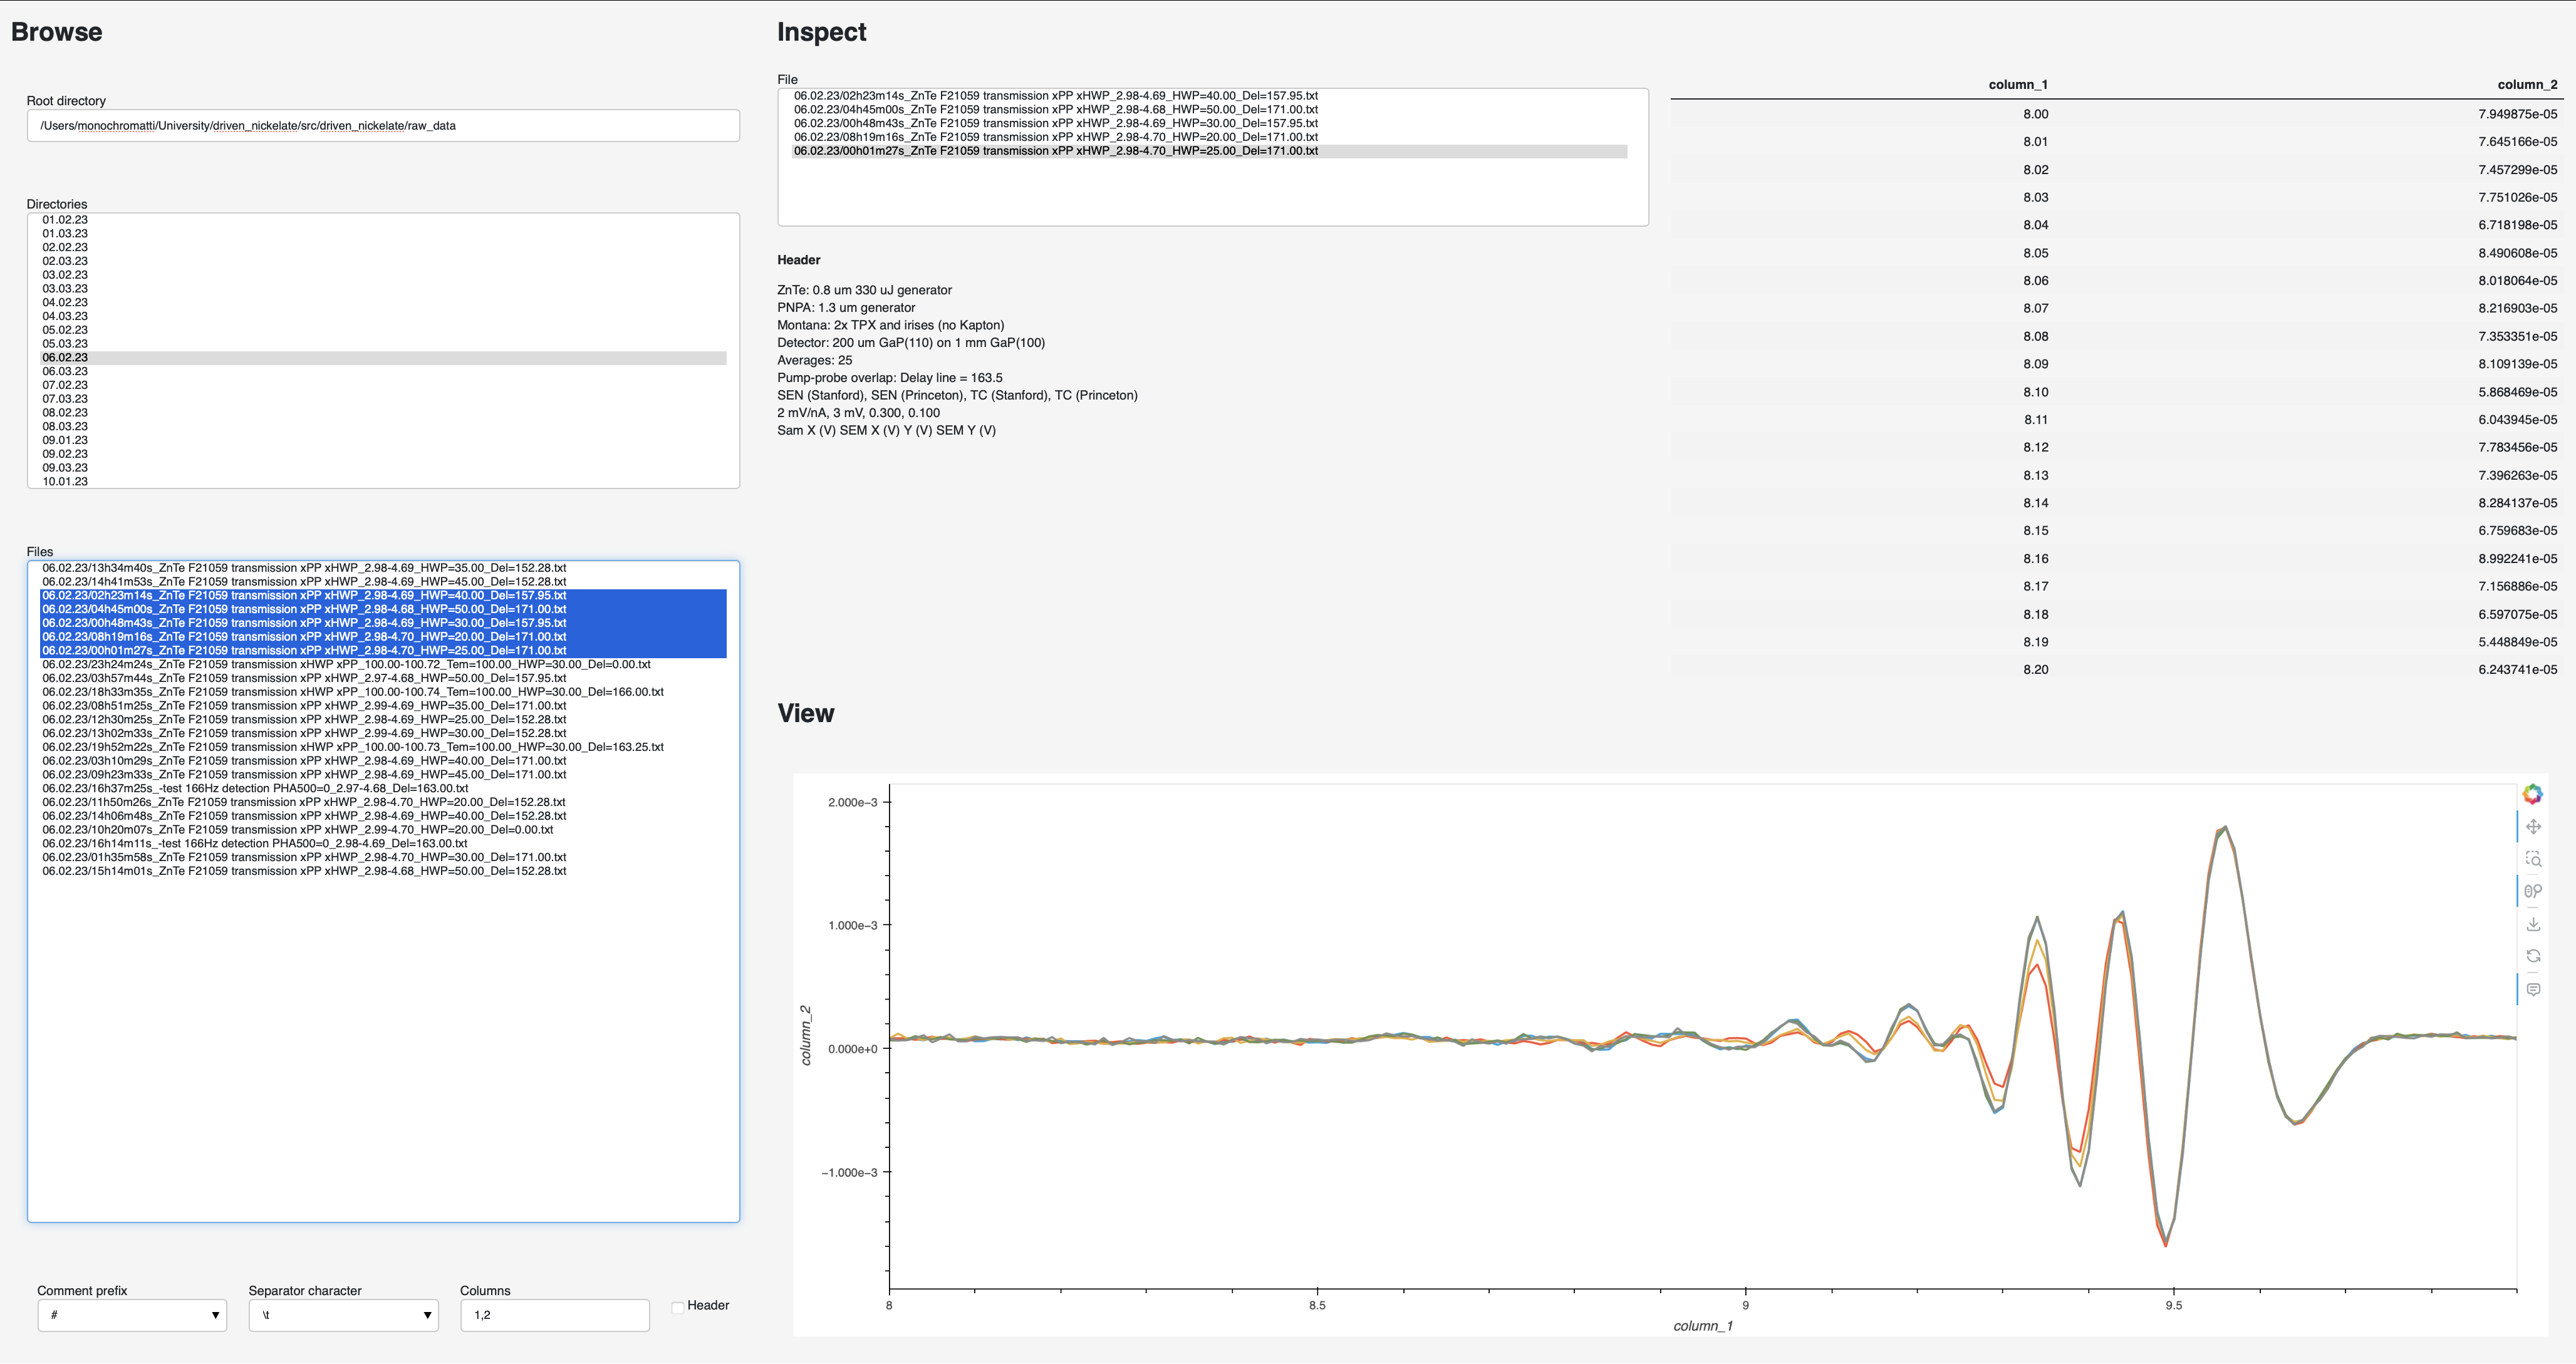 Browse
Root directory
/Users/monochromatti/University/driven_nickelate/src/driven_nickelate/raw_data
Directories
01.02.23
01.03.23
02.02.23
02.03.23
03.02.23
03.03.23
04.02.23
04.03.23
05.02.23
05.03.23
06.02.23
06.03.23
07.02.23
07.03.23
08.02.23
08.03.23
09.01.23
09.02.23
09.03.23
10.01.23
Files
06.02.23/13h34m40s_ZnTe F21059 transmission xPP xHWP_2.98-4.69_HWP=35.00_Del=152.28.txt
06.02.23/14h41m53s_ZnTe F21059 transmission xPP xHWP_2.98-4.69_HWP=45.00_Del=152.28.txt
06.02.23/02h23m14s_ZnTe F21059 transmission xPP xHWP_2.98-4.69_HWP=40.00_Del=157.95.txt
06.02.23/04h45m00s_ZnTe F21059 transmission xPP xHWP_2.98-4.68_HWP=50.00_Del=171.00.txt
06.02.23/00h48m43s_ZnTe F21059 transmission xPP xHWP_2.98-4.69_HWP=30.00_Del=157.95.txt
06.02.23/08h19m16s_ZnTe F21059 transmission xPP xHWP_2.98-4.70_HWP=20.00_Del=171.00.txt
06.02.23/00h01m27s_ZnTe F21059 transmission xPP xHWP_2.98-4.70_HWP=25.00_Del=171.00.txt
06.02.23/23h24m24s_ZnTe F21059 transmission xHWP xPP_100.00-100.72_Tem=100.00_HWP=30.00_Del=0.00.txt
06.02.23/03h57m44s_ZnTe F21059 transmission xPP xHWP_2.97-4.68_HWP=50.00_Del=157.95.txt
06.02.23/18h33m35s_ZnTe F21059 transmission xHWP xPP_100.00-100.74_Tem=100.00_HWP=30.00_Del=166.00.txt
06.02.23/08h51m25s_ZnTe F21059 transmission xPP xHWP_2.99-4.69_HWP=35.00_Del=171.00.txt
06.02.23/12h30m25s_ZnTe F21059 transmission xPP xHWP_2.98-4.69_HWP=25.00_Del=152.28.txt
06.02.23/13h02m33s_ZnTe F21059 transmission xPP xHWP_2.99-4.69_HWP=30.00_Del=152.28.txt
06.02.23/19h52m22s_ZnTe F21059 transmission xHWP xPP_100.00-100.73_Tem=100.00_HWP=30.00_Del=163.25.txt
06.02.23/03h10m29s_ZnTe F21059 transmission xPP xHWP_2.98-4.69_HWP=40.00_Del=171.00.txt
06.02.23/09h23m33s_ZnTe F21059 transmission xPP xHWP_2.98-4.69_HWP=45.00_Del=171.00.txt
06.02.23/16h37m25s_-test 166Hz detection PHA500=0_2.97-4.68_Del=163.00.txt
06.02.23/11h50m26s_ZnTe F21059 transmission xPP xHWP_2.98-4.70_HWP=20.00_Del=152.28.txt
06.02.23/14h06m48s_ZnTe F21059 transmission xPP xHWP_2.98-4.69_HWP=40.00_Del=152.28.txt
06.02.23/10h20m07s_ZnTe F21059 transmission xPP xHWP_2.99-4.70_HWP=20.00_Del=0.00.txt
06.02.23/16h14m11s_-test 166Hz detection PHA500=0_2.98-4.69_Del=163.00.txt
06.02.23/01h35m58s_ZnTe F21059 transmission xPP xHWP_2.98-4.70_HWP=30.00_Del=171.00.txt
06.02.23/15h14m01s_ZnTe F21059 transmission xPP xHWP_2.98-4.68_HWP=50.00_Del=152.28.txt
Comment prefix
#
Separator character
\t
Columns
1,2
Header
Inspect
File
06.02.23/02h23m14s_ZnTe F21059 transmission xPP xHWP_2.98-4.69_HWP=40.00_Del=157.95.txt
06.02.23/04h45m00s_ZnTe F21059 transmission xPP xHWP_2.98-4.68_HWP=50.00_Del=171.00.txt
06.02.23/00h48m43s_ZnTe F21059 transmission xPP xHWP_2.98-4.69_HWP=30.00_Del=157.95.txt
06.02.23/08h19m16s_ZnTe F21059 transmission xPP xHWP_2.98-4.70_HWP=20.00_Del=171.00.txt
06.02.23/00h01m27s_ZnTe F21059 transmission xPP xHWP_2.98-4.70_HWP=25.00_Del=171.00.txt
Header
ZnTe: 0.8 um 330 uJ generator
PNPA: 1.3 um generator
Montana: 2x TPX and irises (no Kapton)
Detector: 200 um GaP(110) on 1 mm GaP(100)
Averages: 25
Pump-probe overlap: Delay line = 163.5
SEN (Stanford), SEN (Princeton), TC (Stanford), TC (Princeton)
2 mV/nA, 3 mV, 0.300, 0.100
Sam X (V) SEM X (V) Y (V) SEM Y (V)
column_1 column_2
8.00 7.949875e-05
8.01 7.645166e-05
8.02 7.457299e-05
8.03 7.751026e-05
8.04 6.718198e-05
8.05 8.490608e-05
8.06 8.018064e-05
8.07 8.216903e-05
8.08 7.353351e-05
8.09 8.109139e-05
8.10 5.868469e-05
8.11 6.043945e-05
8.12 7.783456e-05
8.13 7.396263e-05
8.14 8.284137e-05
8.15 6.759683e-05
8.16 8.992241e-05
8.17 7.156886e-05
8.18 6.597075e-05
8.19 5.448849e-05
8.20 6.243741e-05
View
2.000e−3
1.000e−3
0.000e+0
−1.000e−3
column_2
8 8.5 9 9.5
column_1